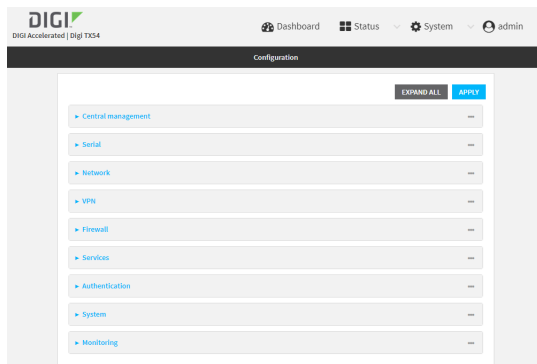 DIGI
DIGI Accelerated | Digi TX54
Dashboard
Status
System
admin
Configuration
EXPAND ALL
APPLY
Central management
Serial
Network
VPN
Firewall
Services
Authentication
System
Monitoring